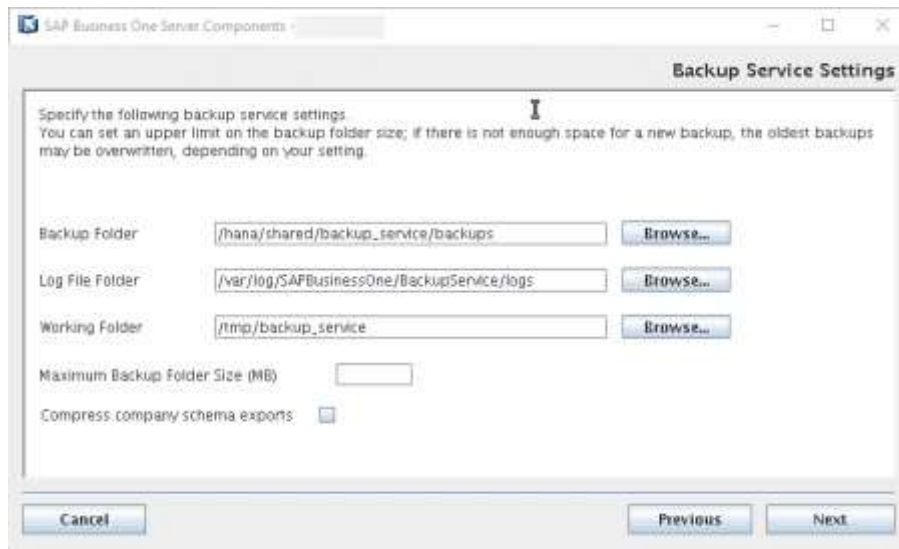 SAP Business One Server Components -
Backup Service Settings
Specify the following backup service settings.
You can set an upper limit on the backup folder size; if there is not enough space for a new backup, the oldest backups
may be overwritten, depending on your setting.
Backup Folder /hana/shared/backup_service/backups Browse...
Log File Folder /var/log/SAPBusinessOne/BackupService/logs Browse...
Working Folder /tmp/backup_service Browse...
Maximum Backup Folder Size (MB)
Compress company schema exports
Cancel Previous Next